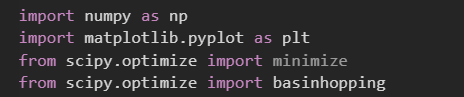 import numpy as np
import matplotlib.pyplot as plt
from scipy.optimize import minimize
from scipy.optimize import basinhopping